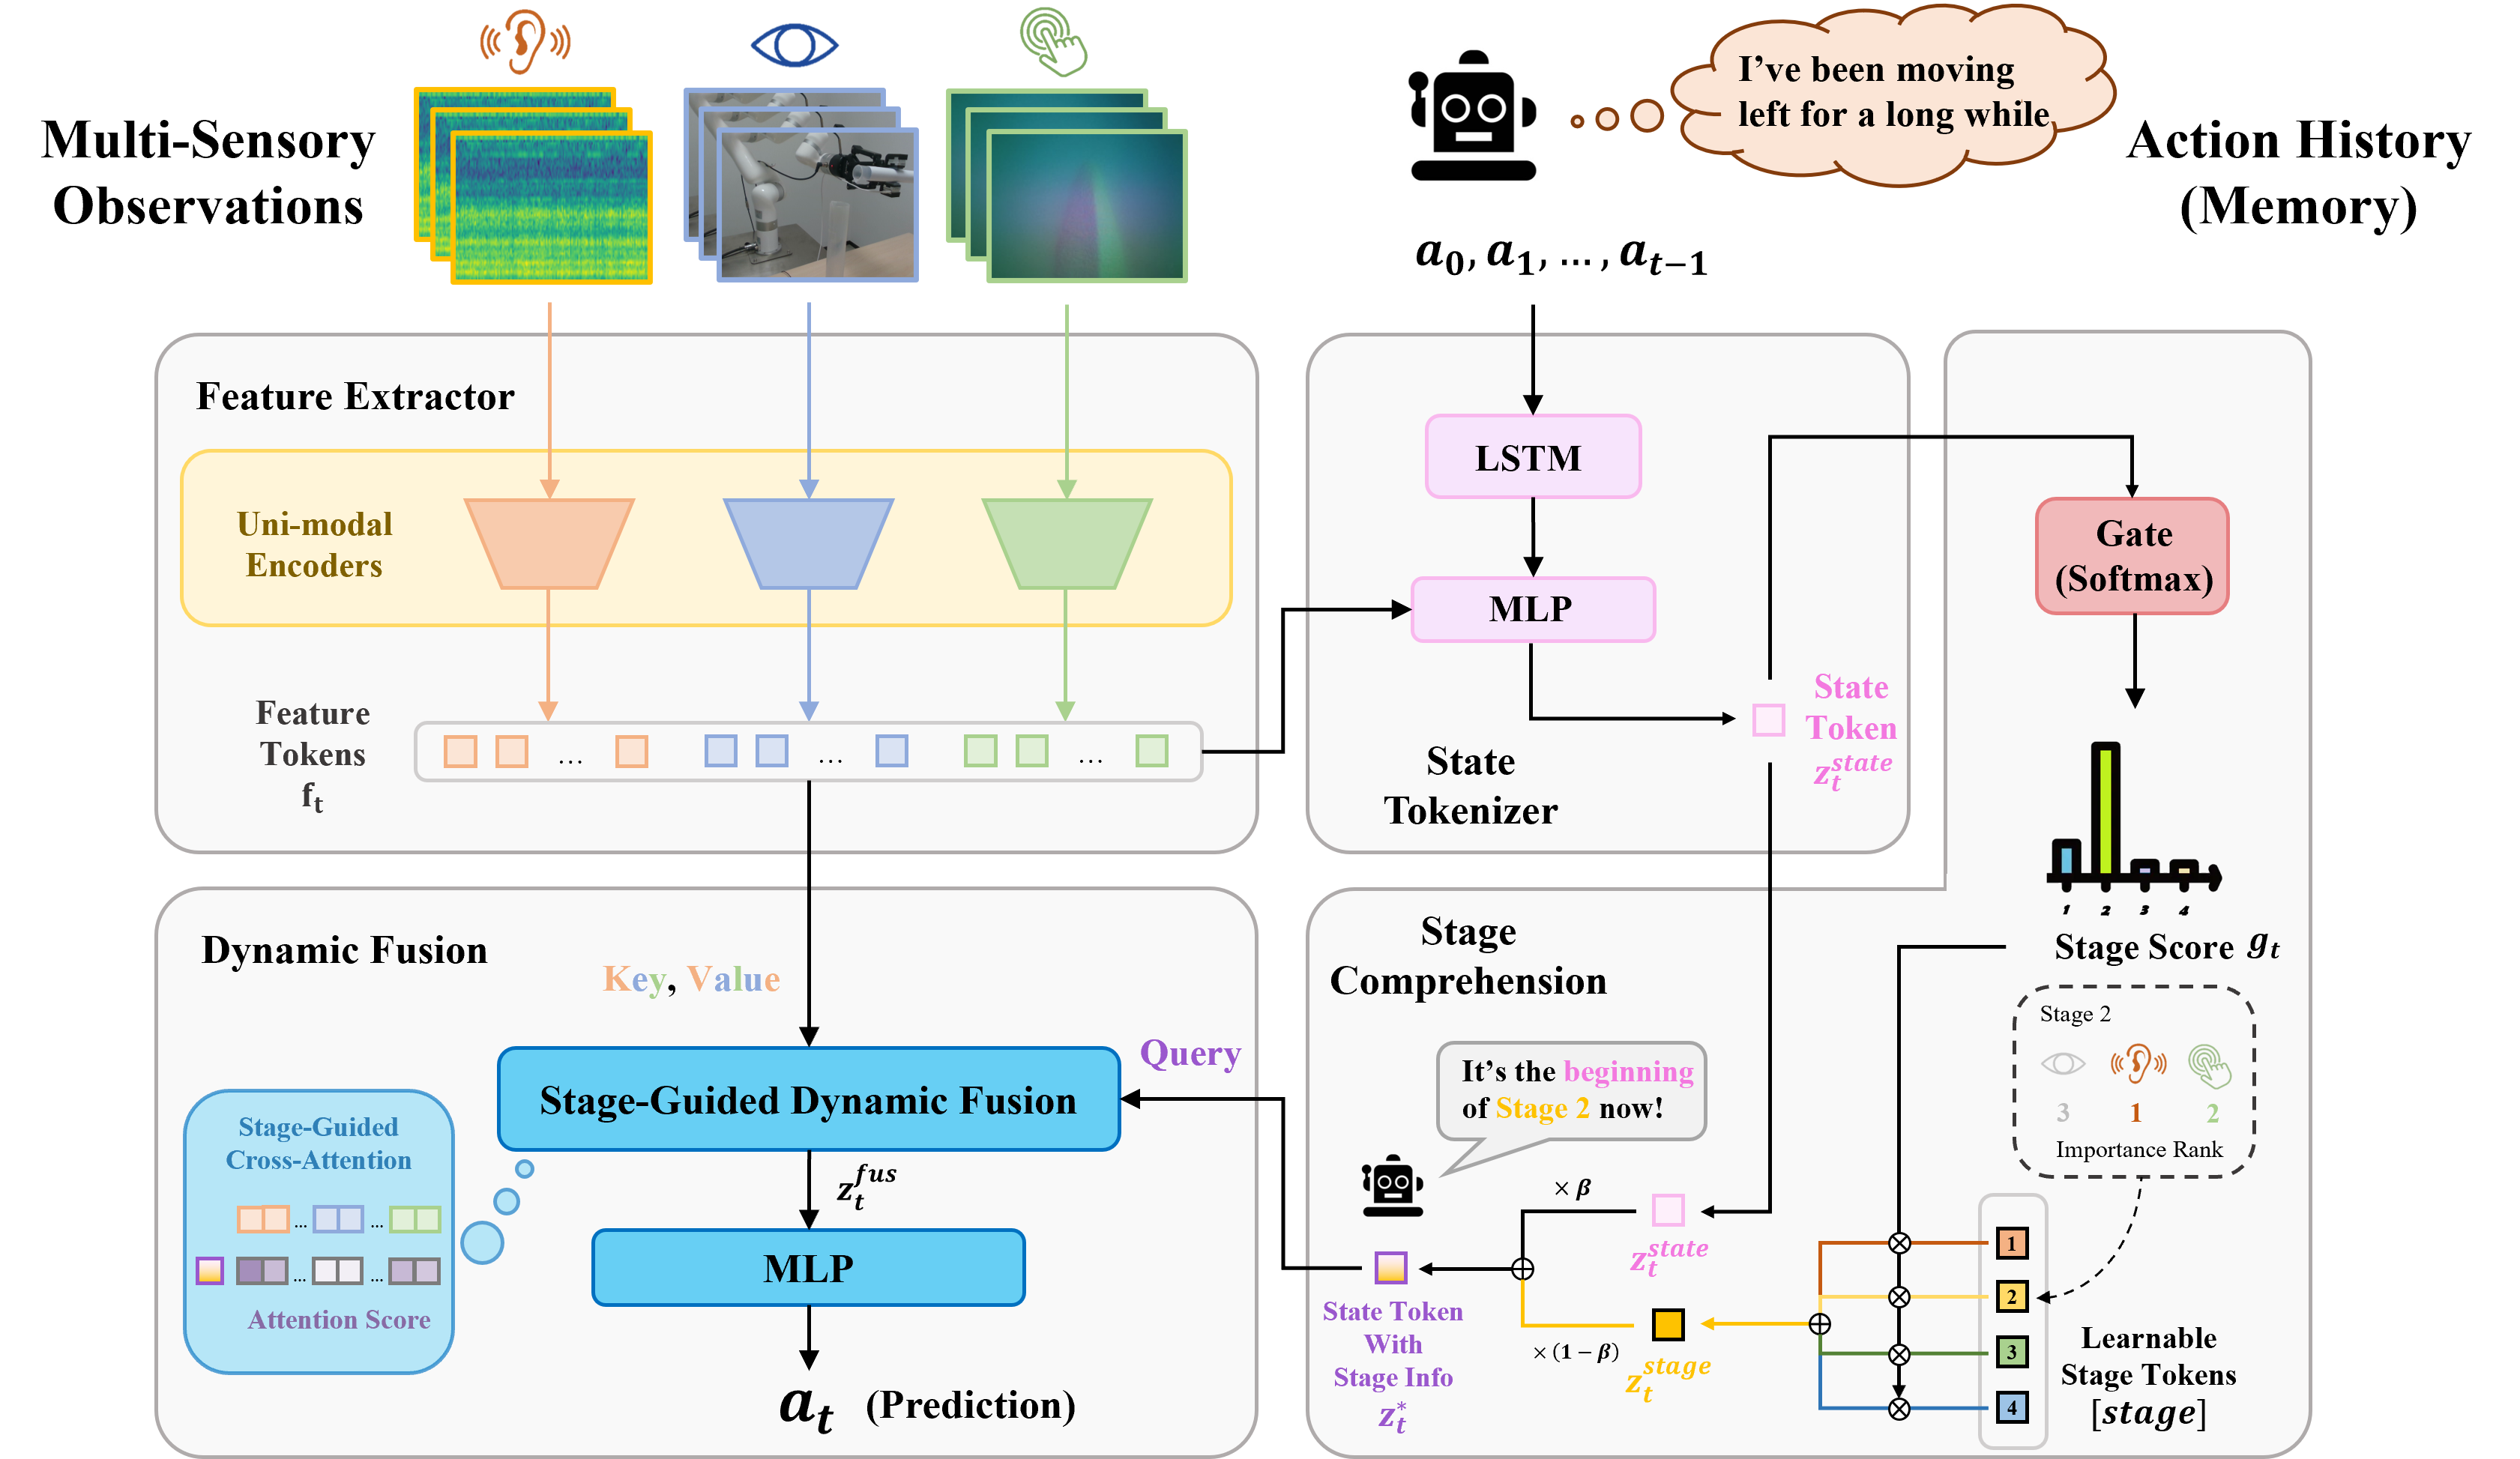 Multi-Sensory
Observations
I've been moving
left for a long while
Action History
(Memory)
a_0, a_1, ..., a_{t-1}
Feature Extractor
Uni-modal
Encoders
Feature
Tokens
f_t
... ... ...
LSTM
MLP
State
Token
z_t^{state}
State
Tokenizer
Gate
(Softmax)
1 2 3 4
Stage Score g_t
Stage 2
3 1 2
Importance Rank
Dynamic Fusion
Key, Value
Query
Stage-Guided Dynamic Fusion
z_t^{fus}
MLP
a_t (Prediction)
Stage-Guided
Cross-Attention
... ...
... ...
Attention Score
Stage
Comprehension
It's the beginning
of Stage 2 now!
× β
z_t^{state}
× (1 − β)
z_t^{stage}
State Token
With
Stage Info
z_t^*
1
2
3
4
Learnable
Stage Tokens
[stage]